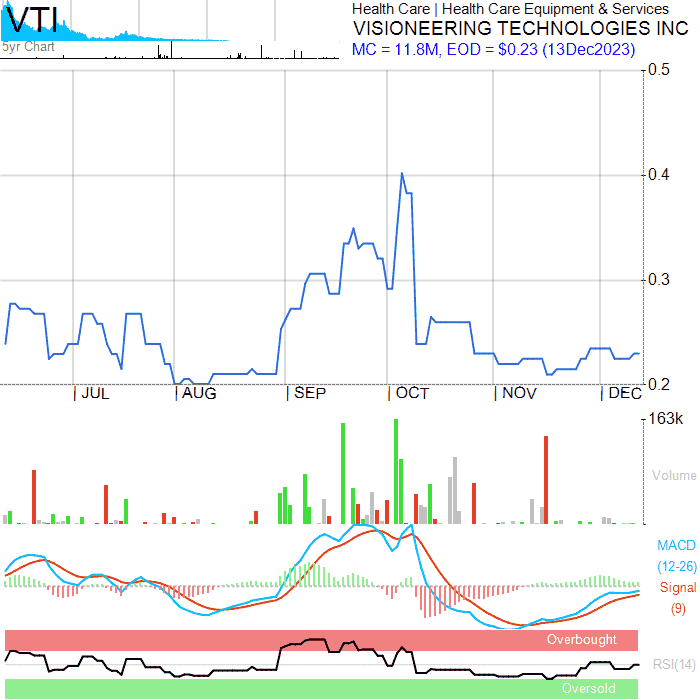 VTI
5yr Chart
Health Care | Health Care Equipment & Services
VISIONEERING TECHNOLOGIES INC
MC = 11.8M, EOD = $0.23 (13Dec2023)
0.5
0.4
0.3
0.2
| JUL | AUG | SEP | OCT | NOV | DEC
163k
Volume
MACD
(12-26)
Signal
(9)
Overbought
RSI(14)
Oversold